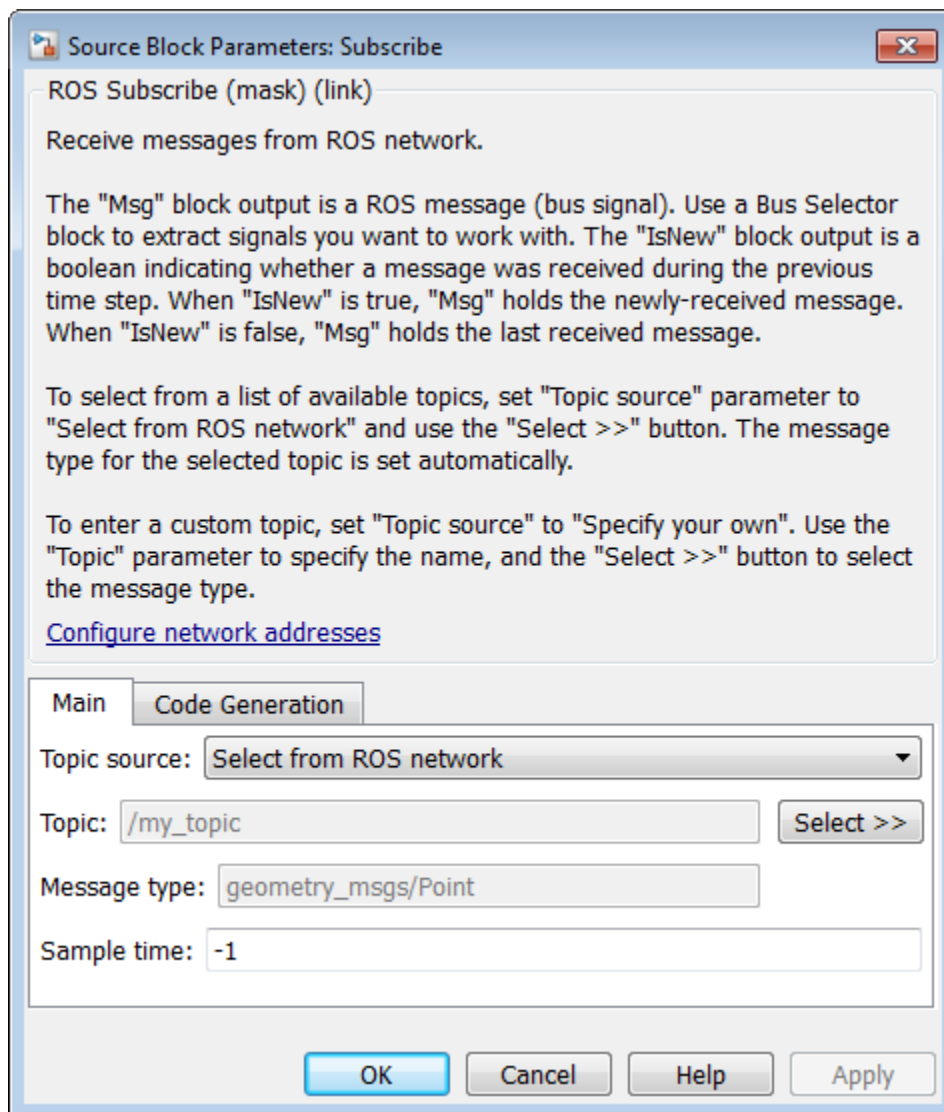 Source Block Parameters: Subscribe
ROS Subscribe (mask) (link)
Receive messages from ROS network.
The "Msg" block output is a ROS message (bus signal). Use a Bus Selector
block to extract signals you want to work with. The "IsNew" block output is a
boolean indicating whether a message was received during the previous
time step. When "IsNew" is true, "Msg" holds the newly-received message.
When "IsNew" is false, "Msg" holds the last received message.
To select from a list of available topics, set "Topic source" parameter to
"Select from ROS network" and use the "Select >>" button. The message
type for the selected topic is set automatically.
To enter a custom topic, set "Topic source" to "Specify your own". Use the
"Topic" parameter to specify the name, and the "Select >>" button to select
the message type.
Configure network addresses
Main Code Generation
Topic source: Select from ROS network
Topic: /my_topic Select >>
Message type: geometry_msgs/Point
Sample time: -1
OK Cancel Help Apply